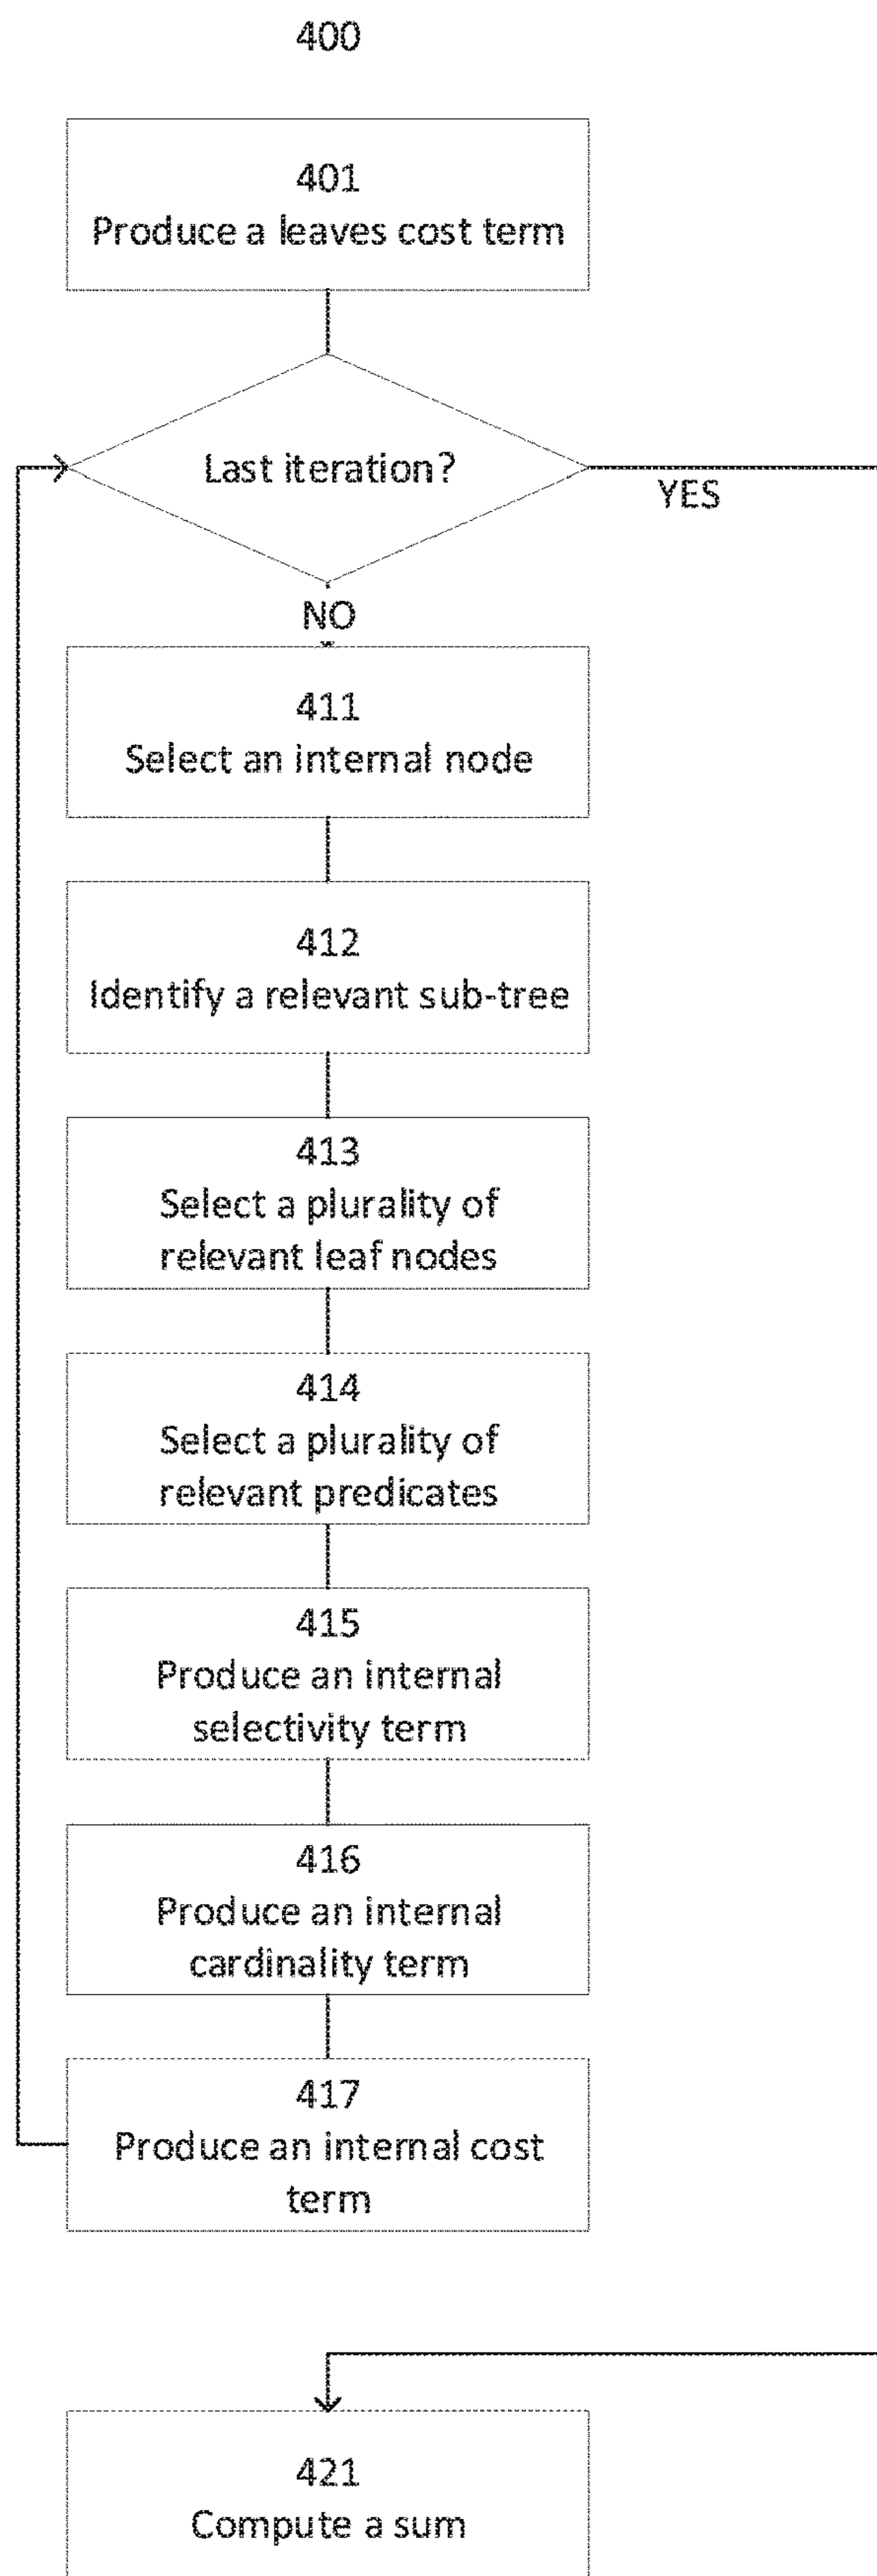 400
401
Produce a leaves cost term
Last iteration?
YES
NO
411
Select an internal node
412
Identify a relevant sub-tree
413
Select a plurality of
relevant leaf nodes
414
Select a plurality of
relevant predicates
415
Produce an internal
selectivity term
416
Produce an internal
cardinality term
417
Produce an internal cost
term
421
Compute a sum